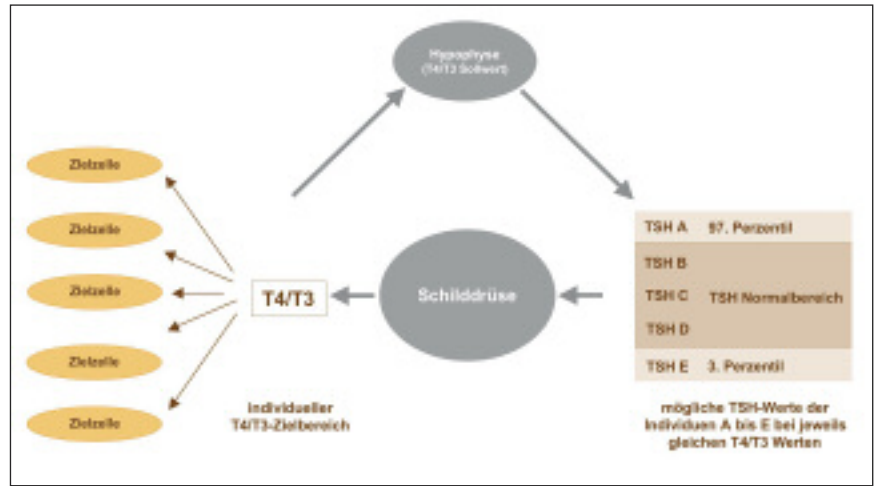 Hypophyse
(T4/T3 Sollwert)
Zielzelle
Zielzelle
Zielzelle
Zielzelle
Zielzelle
T4/T3
Schilddrüse
TSH A 97. Perzentil
TSH B
TSH C TSH Normalbereich
TSH D
TSH E 3. Perzentil
individueller
T4/T3-Zielbereich
mögliche TSH-Werte der
Individuen A bis E bei jeweils
gleichen T4/T3 Werten